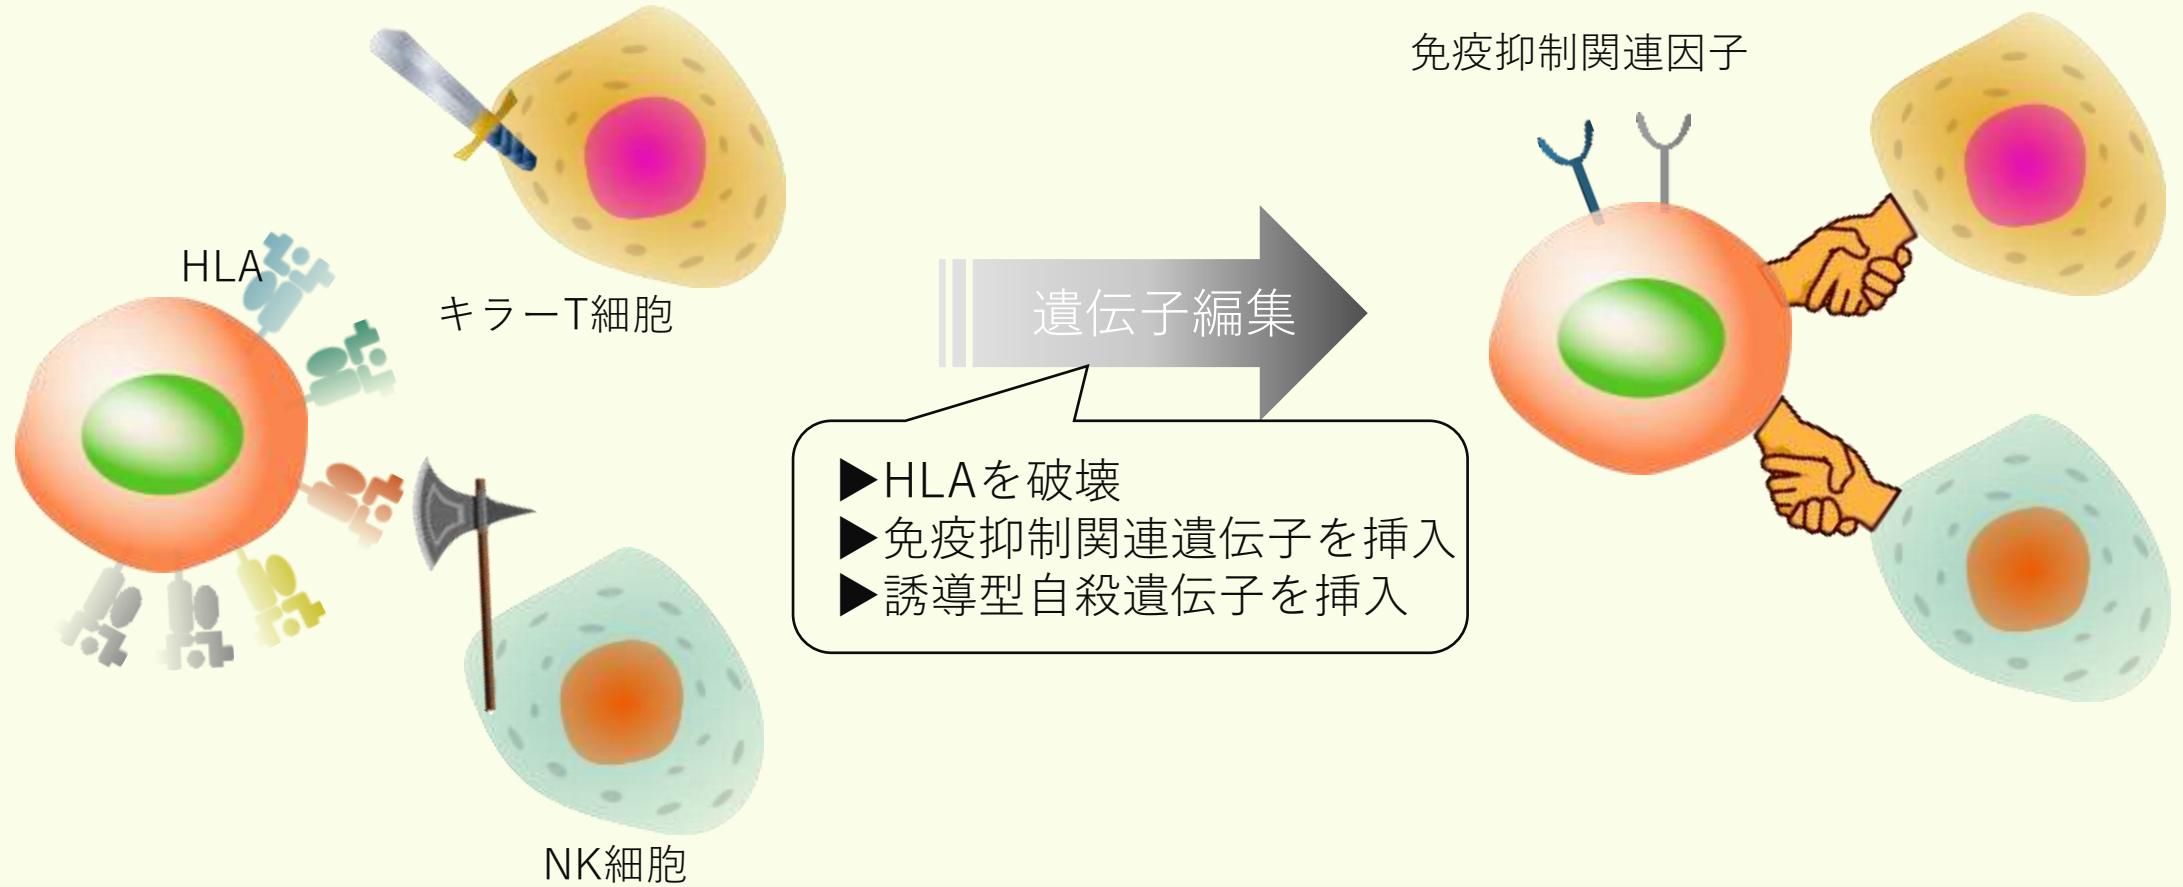 HLA
キラーT細胞
NK細胞
遺伝子編集
▶HLAを破壊
▶免疫抑制関連遺伝子を挿入
▶誘導型自殺遺伝子を挿入
免疫抑制関連因子